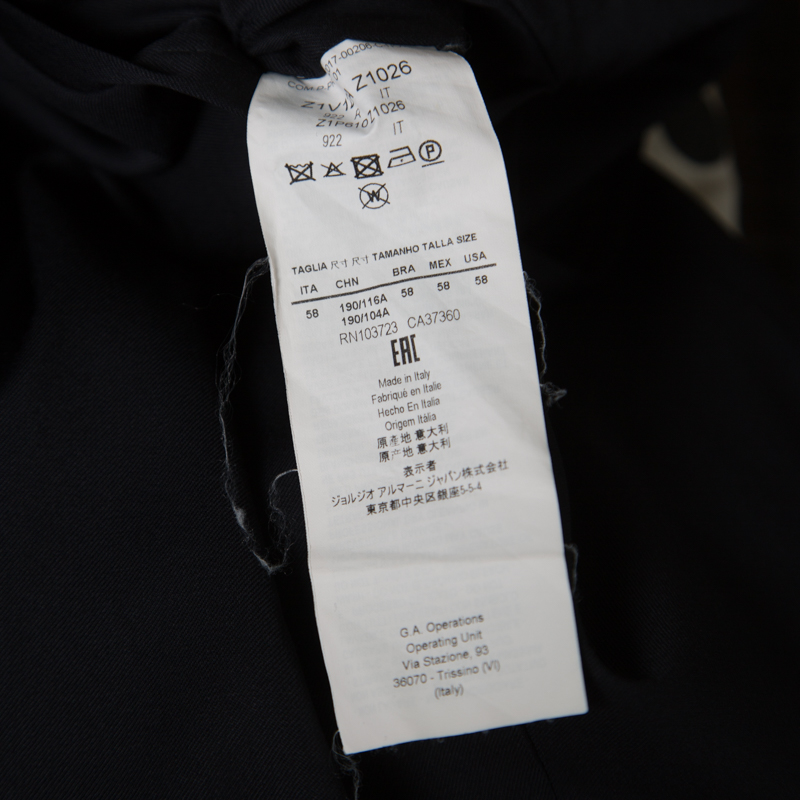 Z1026
IT
Z1P610 1026
922 IT
TAGLIA 尺寸 尺寸 TAMANHO TALLA SIZE
ITA CHN BRA MEX USA
58 190/116A 58 58 58
190/104A
RN103723 CA37360
EAC
Made in Italy
Fabriqué en Italie
Hecho En Italia
Origem Itália
原產地 意大利
原产地 意大利
表示者
ジョルジオ アルマーニ ジャパン株式会社
東京都中央区銀座5-5-4
G.A. Operations
Operating Unit
Via Stazione, 93
36070 - Trissino (VI)
(Italy)